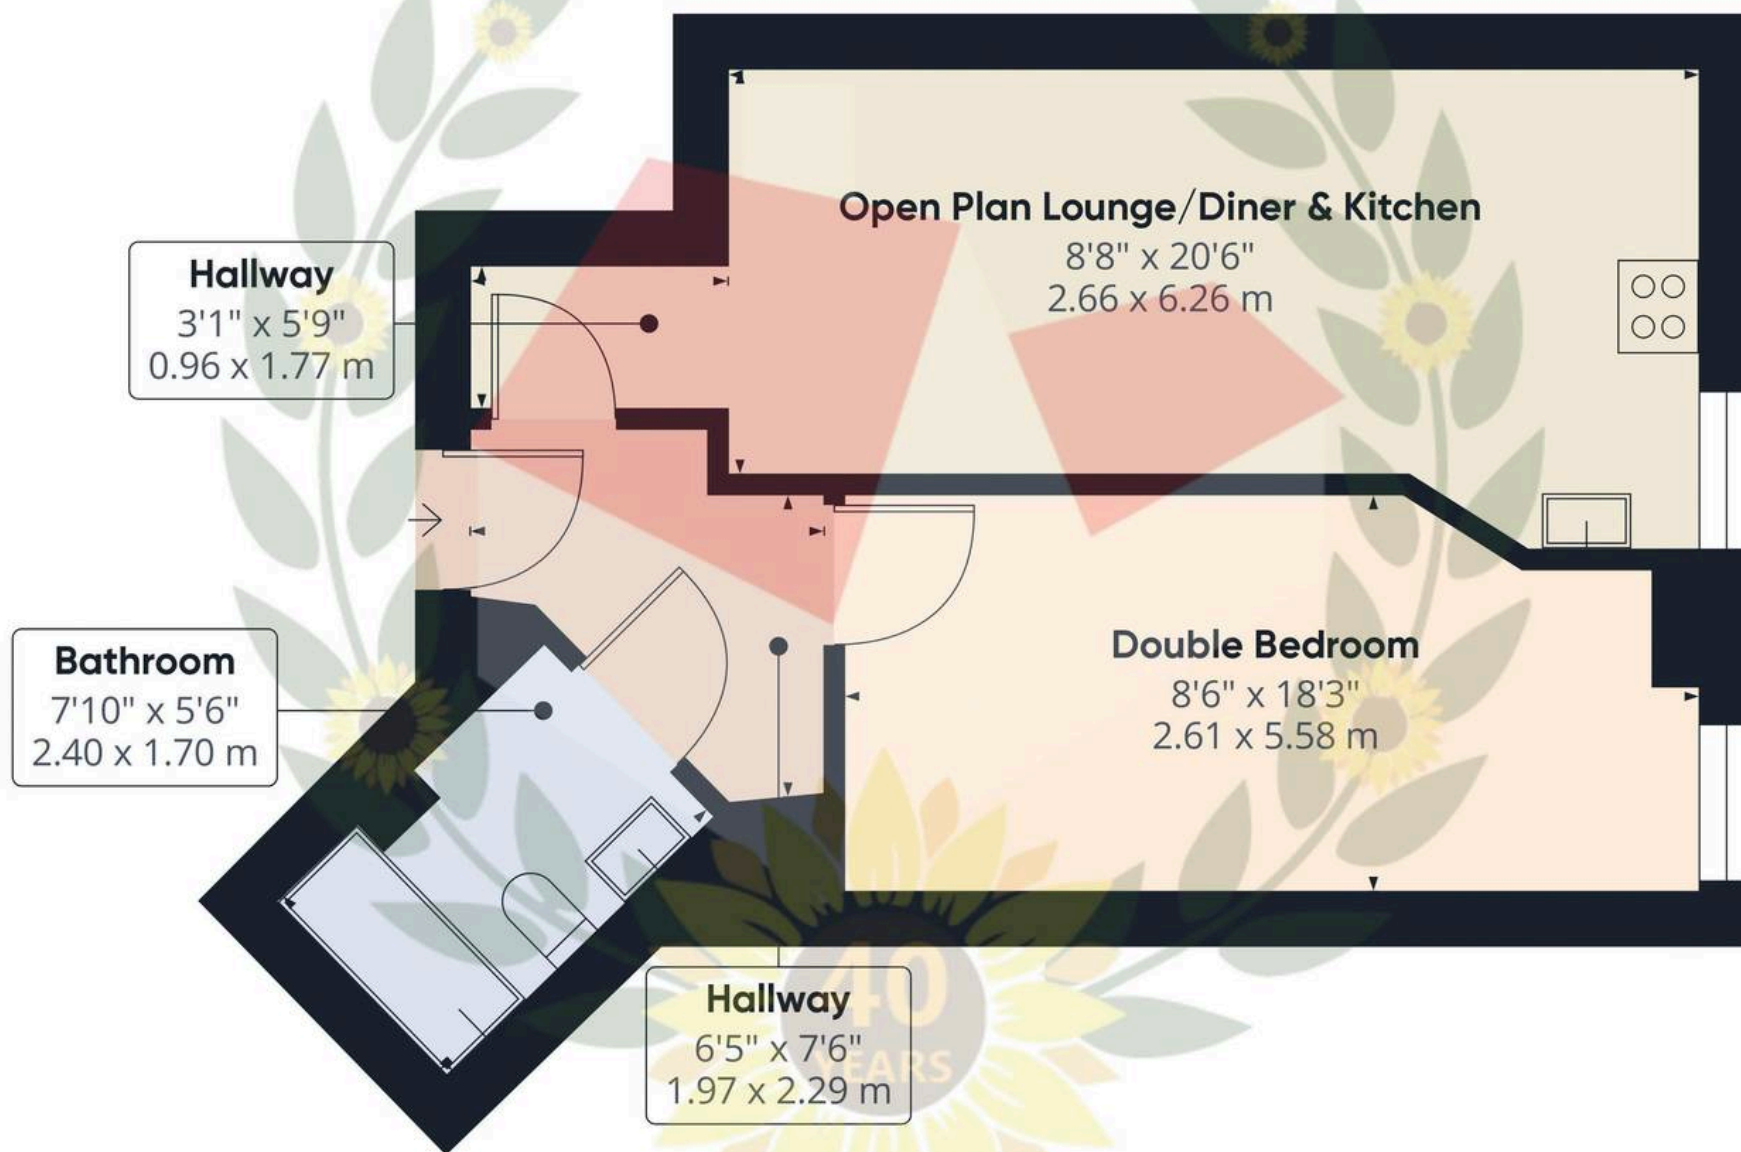 Open Plan Lounge/Diner & Kitchen
8'8" x 20'6"
2.66 x 6.26 m
Hallway
3'1" x 5'9"
0.96 x 1.77 m
Bathroom
7'10" x 5'6"
2.40 x 1.70 m
Double Bedroom
8'6" x 18'3"
2.61 x 5.58 m
Hallway
6'5" x 7'6"
1.97 x 2.29 m
40
YEARS